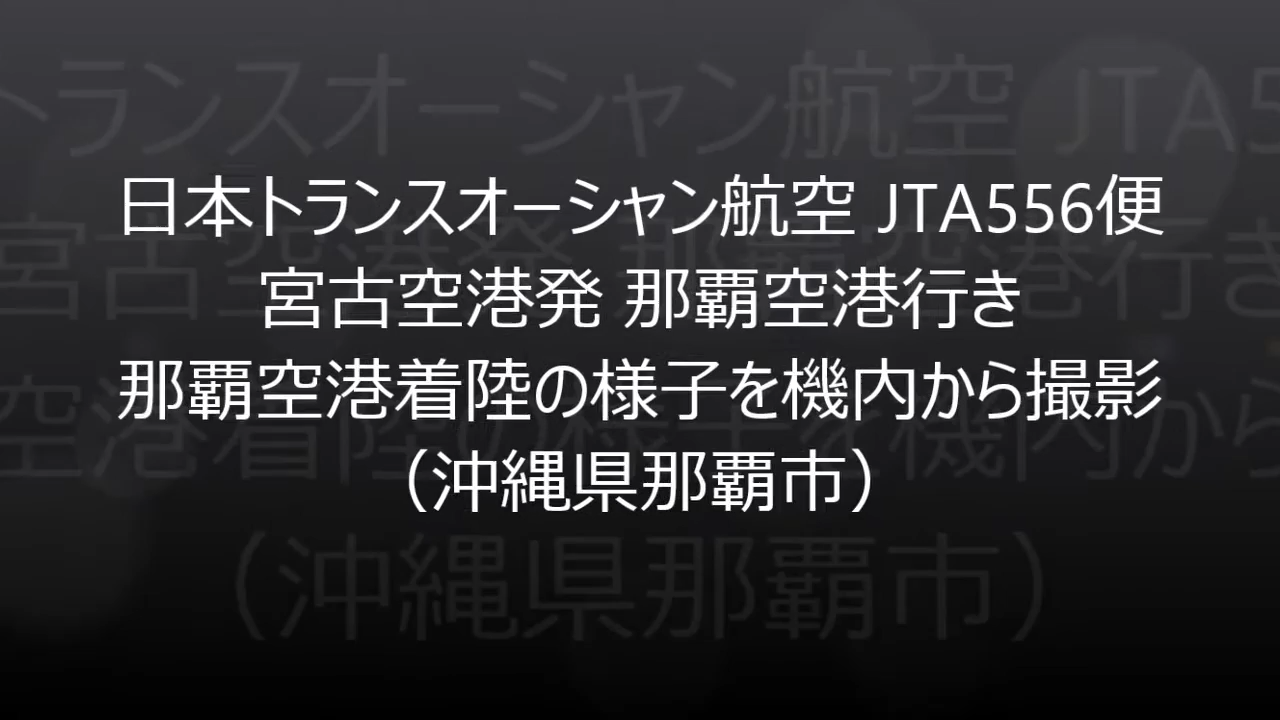 日本トランスオーシャン航空 JTA556便
宮古空港発 那覇空港行き
那覇空港着陸の様子を機内から撮影
（沖縄県那覇市）